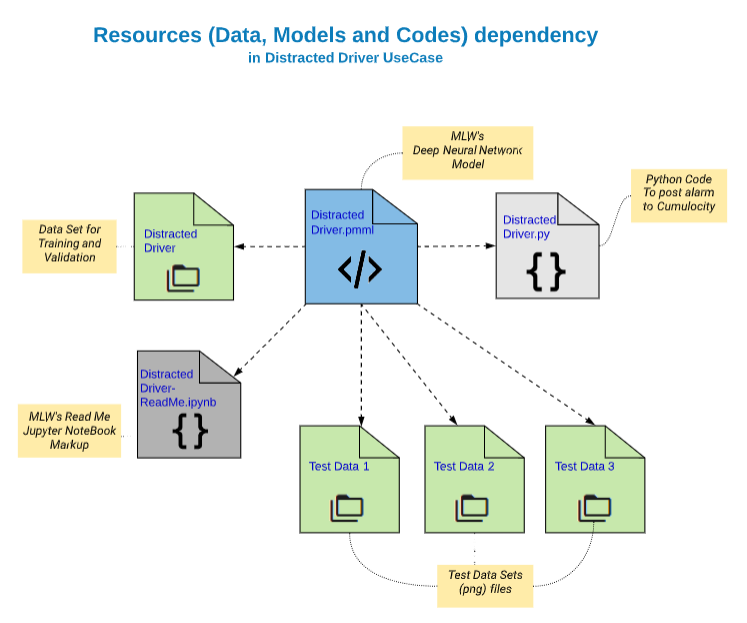 Resources (Data, Models and Codes) dependency
in Distracted Driver UseCase
MLW's
Deep Neural Network
Model
Python Code
To post alarm
to Cumulocity
Data Set for
Training and
Validation
Distracted
Driver
Distracted
Driver.pmml
</>
Distracted
Driver.py
{}
Distracted
Driver-
ReadMe.ipynb
{}
MLW's Read Me
Jupyter NoteBook
Markup
Test Data 1
Test Data 2
Test Data 3
Test Data Sets
(png) files